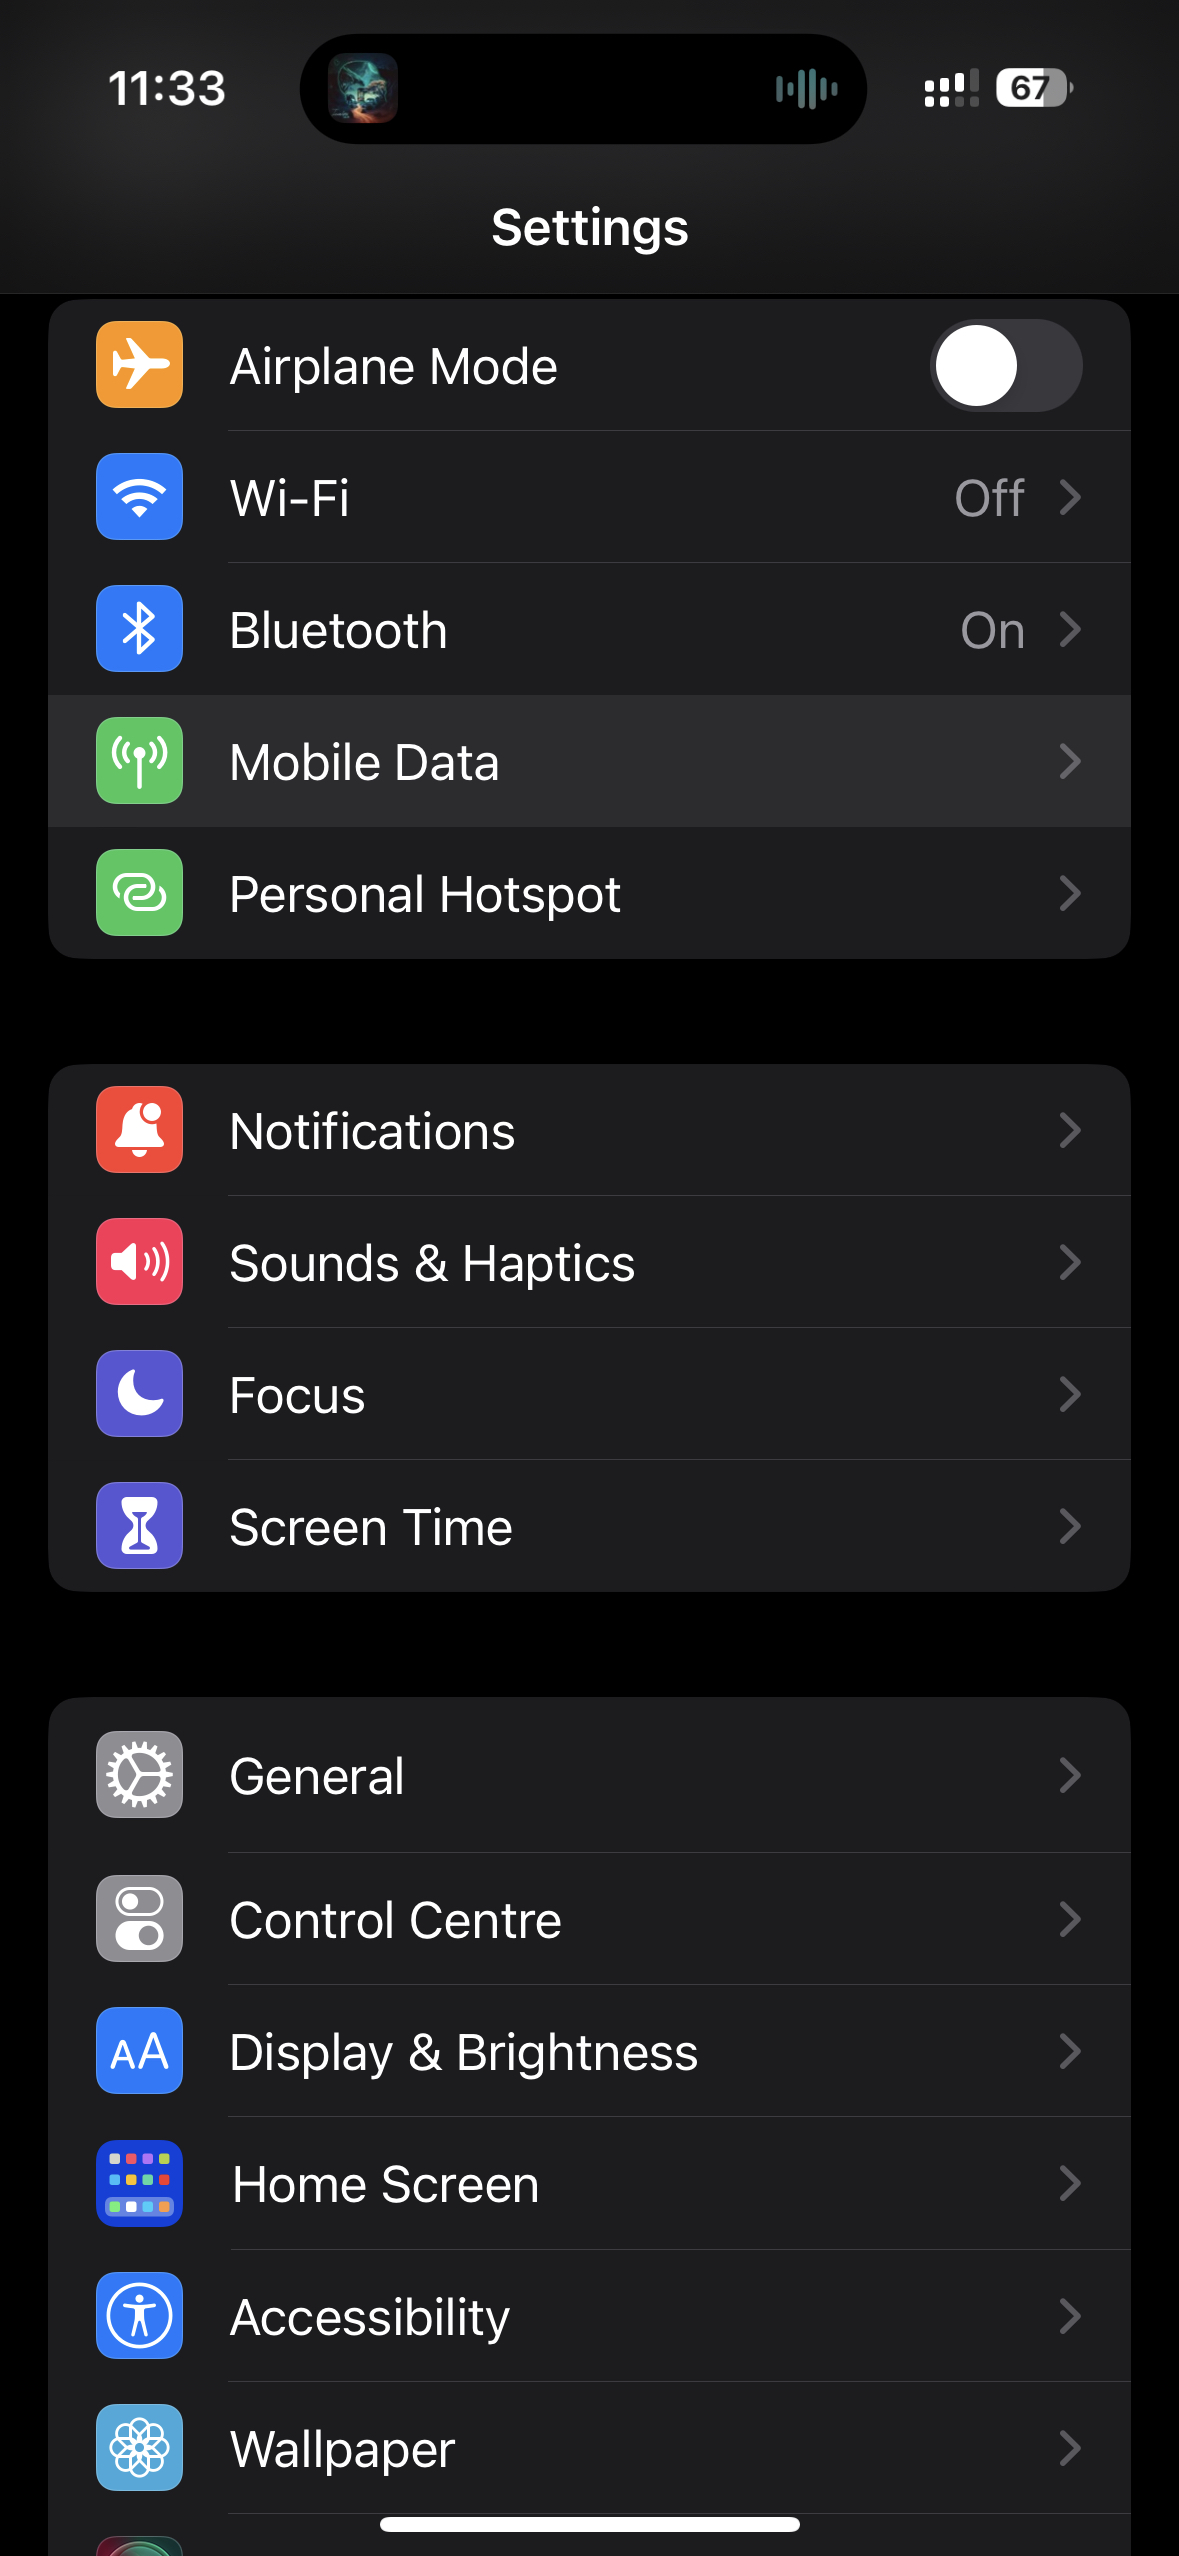 11:33
67
Settings
Airplane Mode
Wi-Fi Off
Bluetooth On
Mobile Data
Personal Hotspot
Notifications
Sounds & Haptics
Focus
Screen Time
General
Control Centre
AA Display & Brightness
Home Screen
Accessibility
Wallpaper